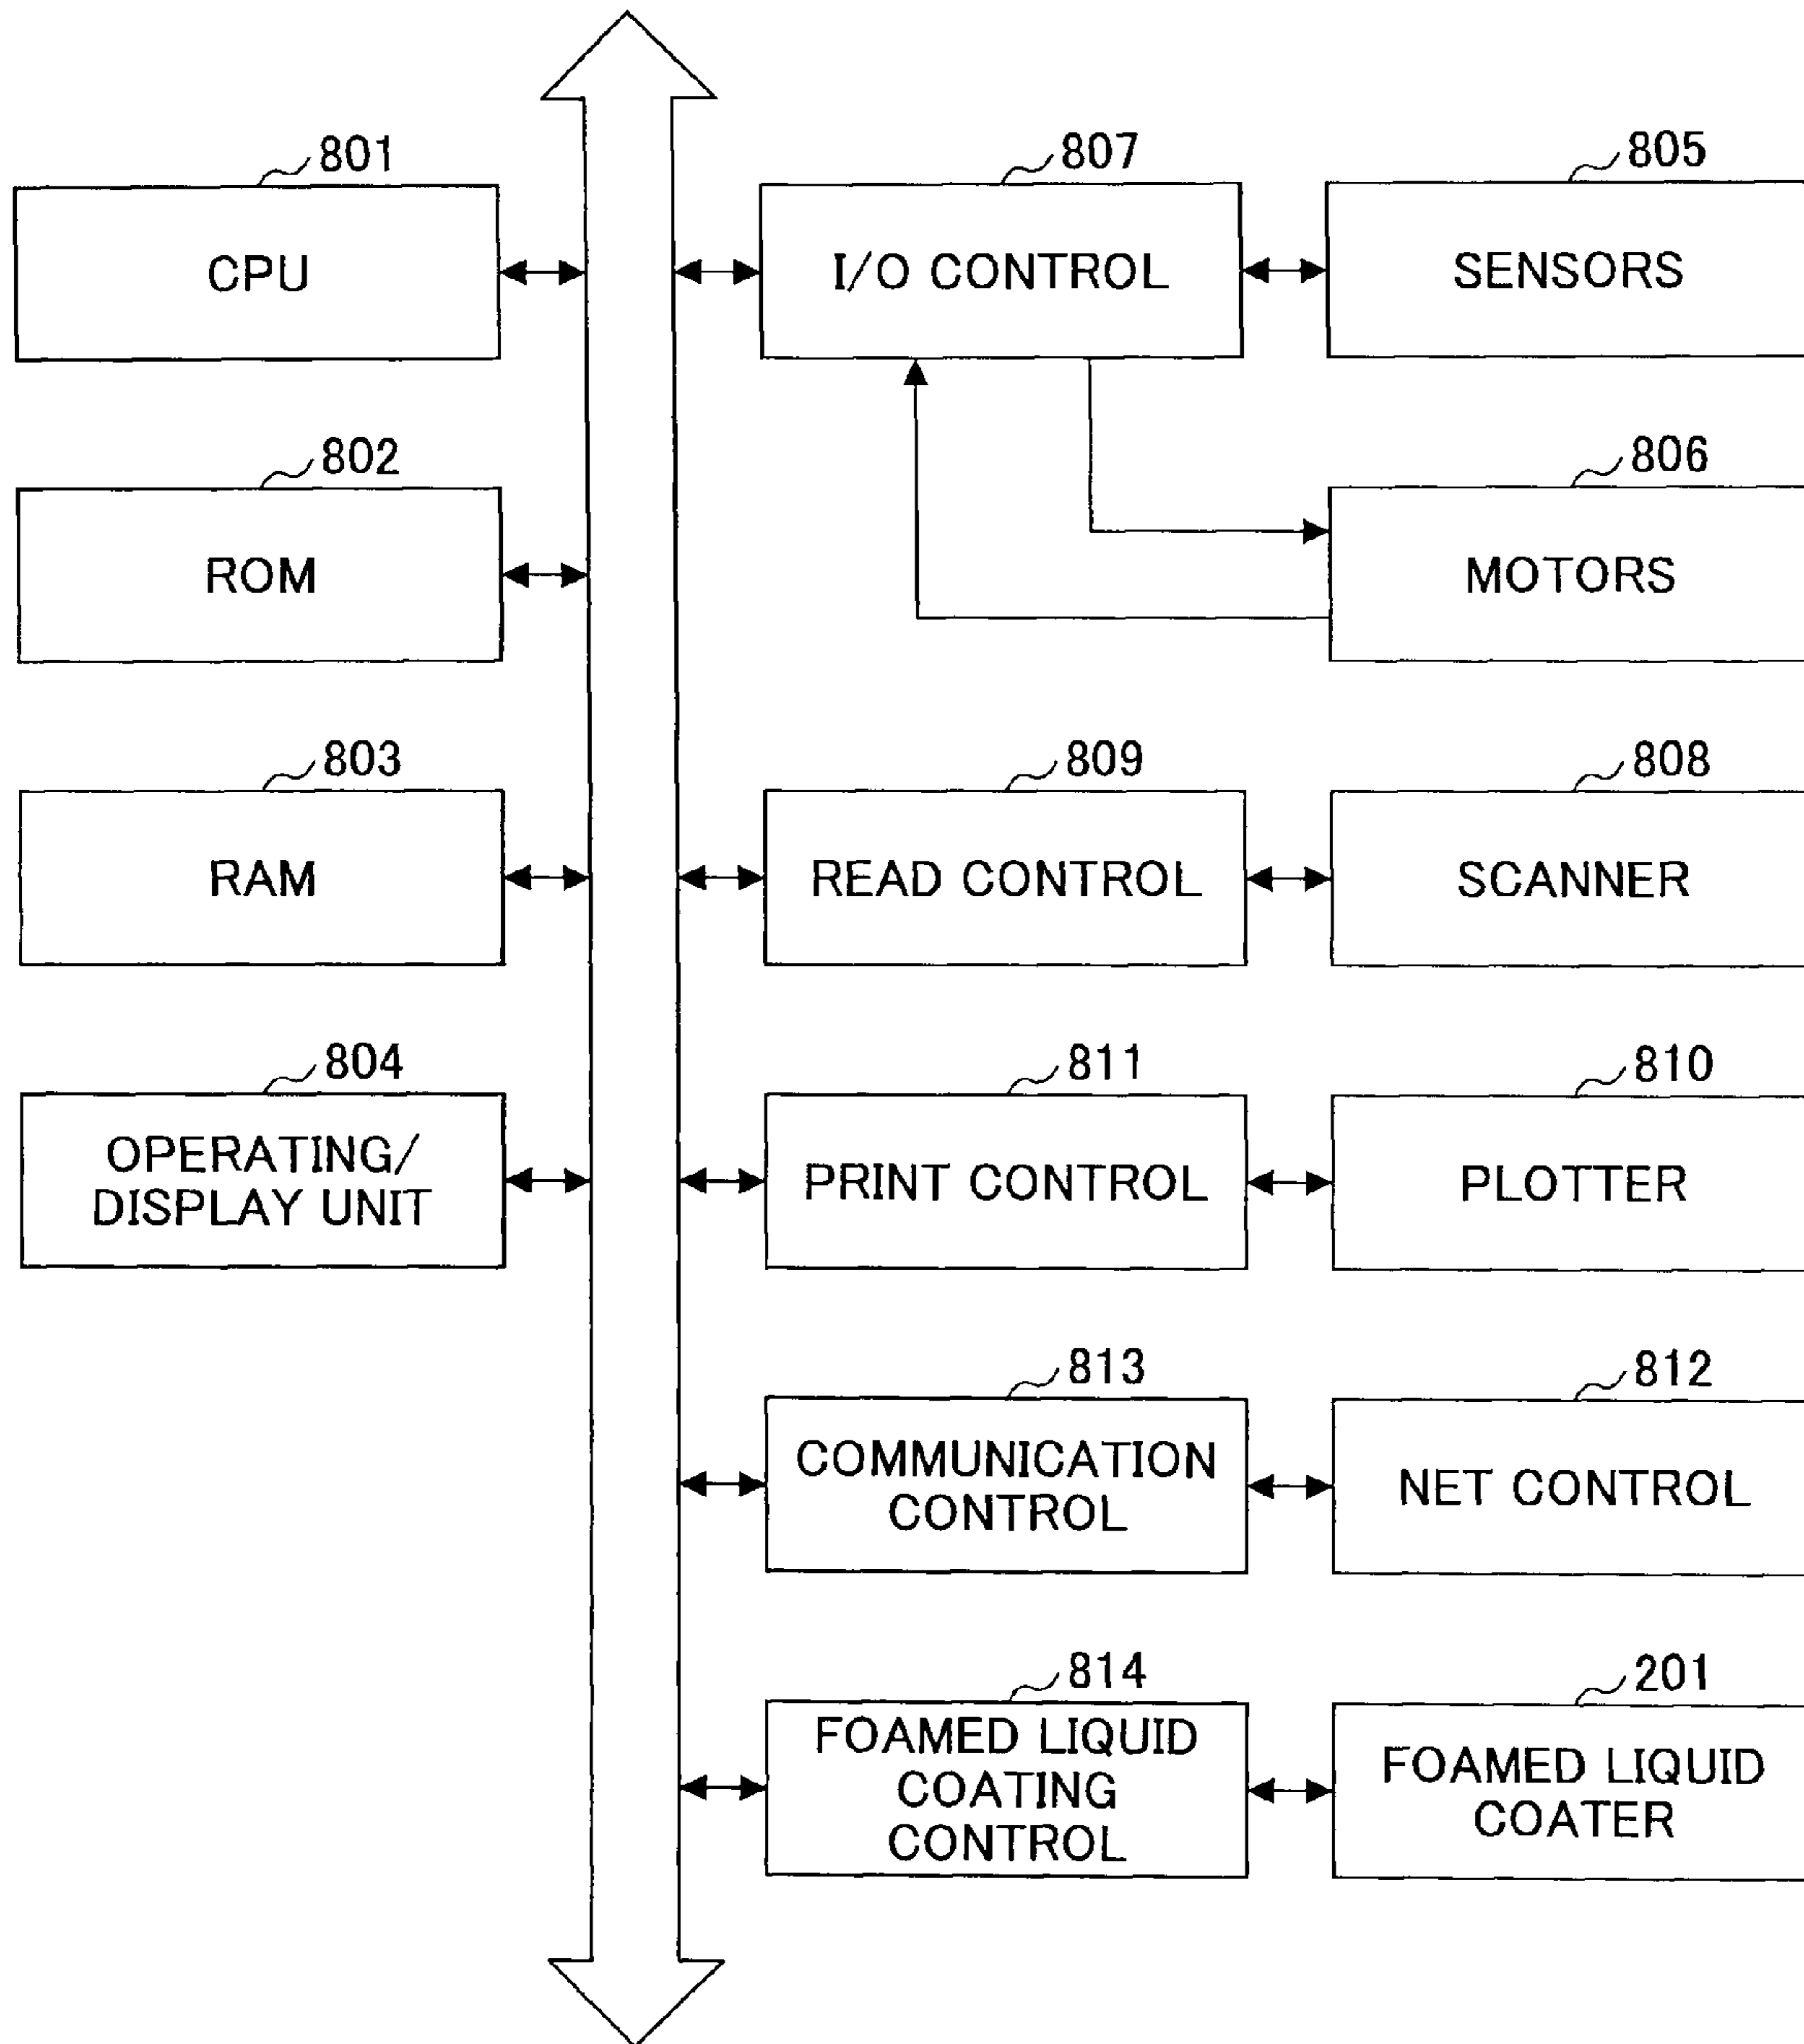 801
CPU
807
I/O CONTROL
805
SENSORS
802
ROM
806
MOTORS
803
RAM
809
READ CONTROL
808
SCANNER
804
OPERATING/
DISPLAY UNIT
811
PRINT CONTROL
810
PLOTTER
813
COMMUNICATION
CONTROL
812
NET CONTROL
814
FOAMED LIQUID
COATING
CONTROL
201
FOAMED LIQUID
COATER